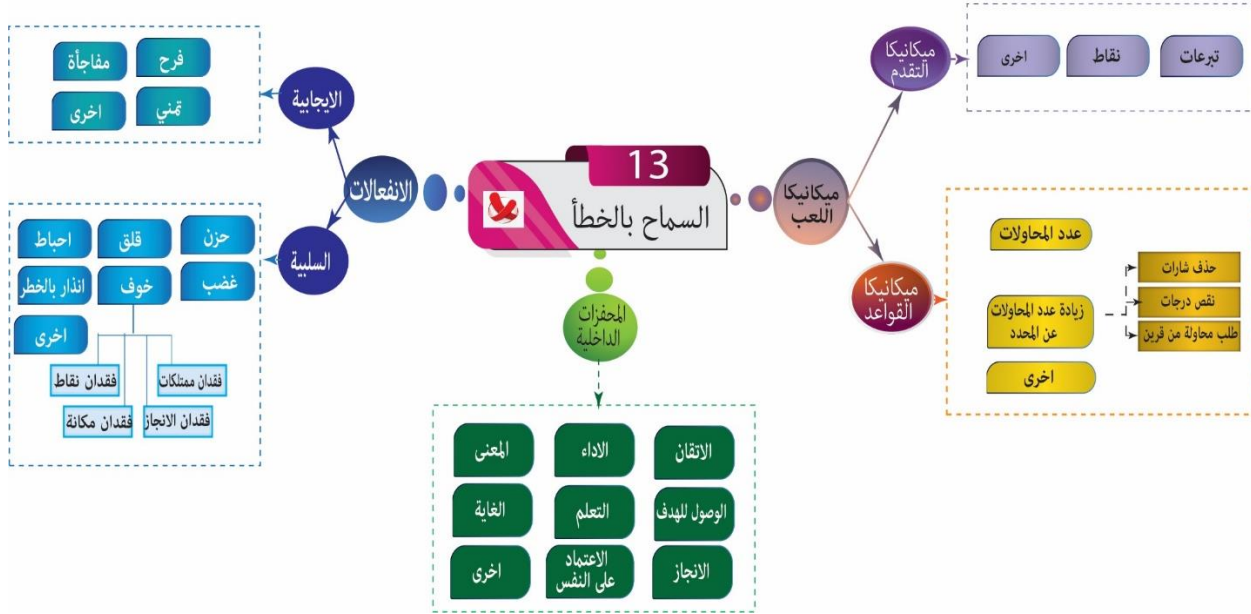 13
السماح بالخطأ
ميكانيكا
اللعب
ميكانيكا
التقدم
تبرعات
نقاط
اخرى
ميكانيكا
القواعد
عدد المحاولات
زيادة عدد المحاولات
عن المحدد
حذف شارات
نقص درجات
طلب محاولة من قرين
اخرى
المحفزات
الداخلية
الاتقان
الاداء
المعنى
الوصول للهدف
التعلم
الغاية
الانجاز
الاعتماد
على النفس
اخرى
الانفعالات
الايجابية
فرح
مفاجأة
تمني
اخرى
السلبية
حزن
قلق
احباط
غضب
خوف
انذار بالخطر
اخرى
فقدان ممتلكات
فقدان نقاط
فقدان الانجاز
فقدان مكانة